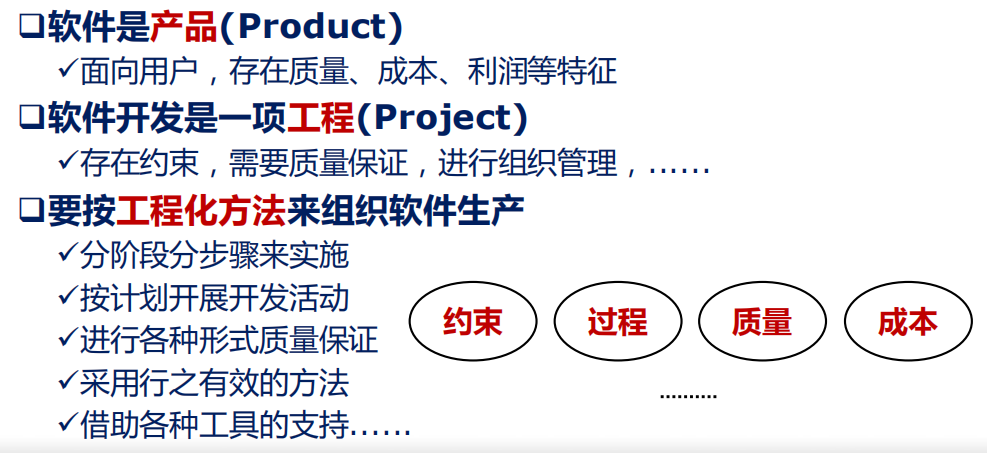 ❑软件是产品(Product)
✓面向用户，存在质量、成本、利润等特征
❑软件开发是一项工程(Project)
✓存在约束，需要质量保证，进行组织管理，……
❑要按工程化方法来组织软件生产
✓分阶段分步骤来实施
✓按计划开展开发活动
✓进行各种形式质量保证
✓采用行之有效的方法
✓借助各种工具的支持……
约束 过程 质量 成本
..........